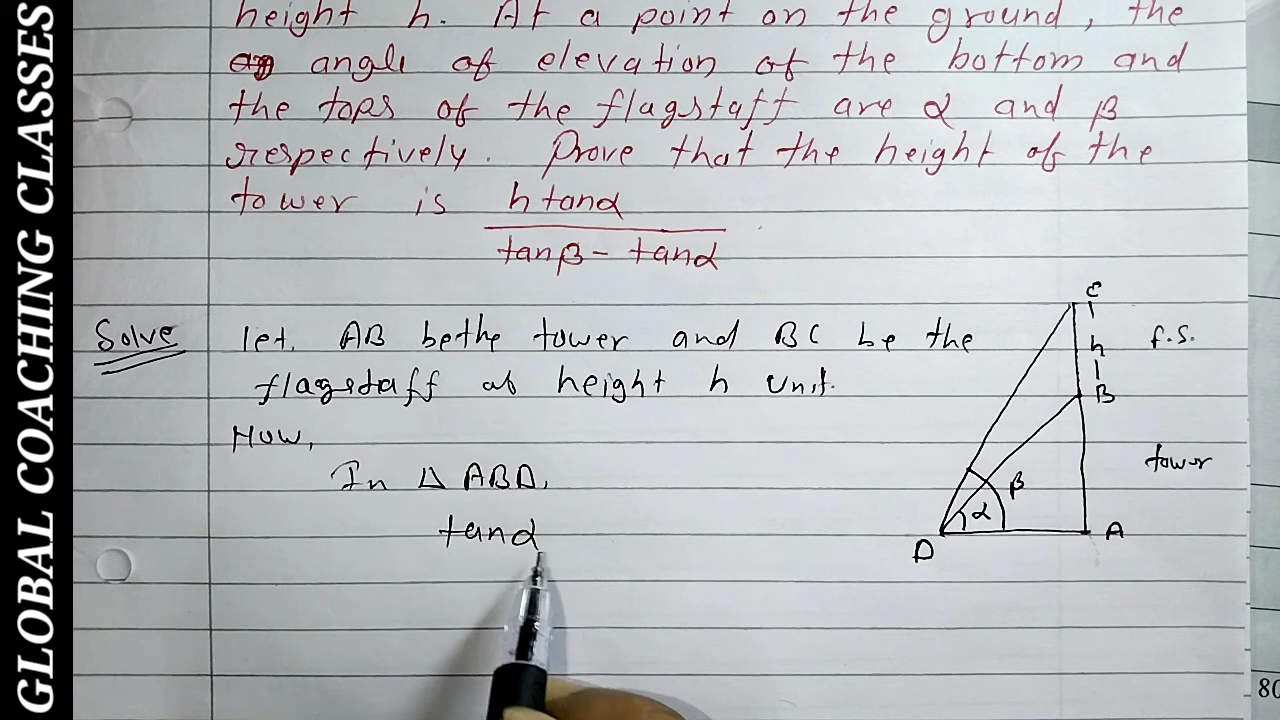 GLOBAL COACHING CLASSES
height h. At a point on the ground, the
angle of elevation of the bottom and
the tops of the flagstaff are α and β
respectively. Prove that the height of the
tower is h tanα
tanβ - tanα
Solve
let. AB be the tower and BC be the
flagstaff of height h unit.
Now,
In Δ ABD,
tanα
C
h
f.s.
B
tower
β
α
D
A
80